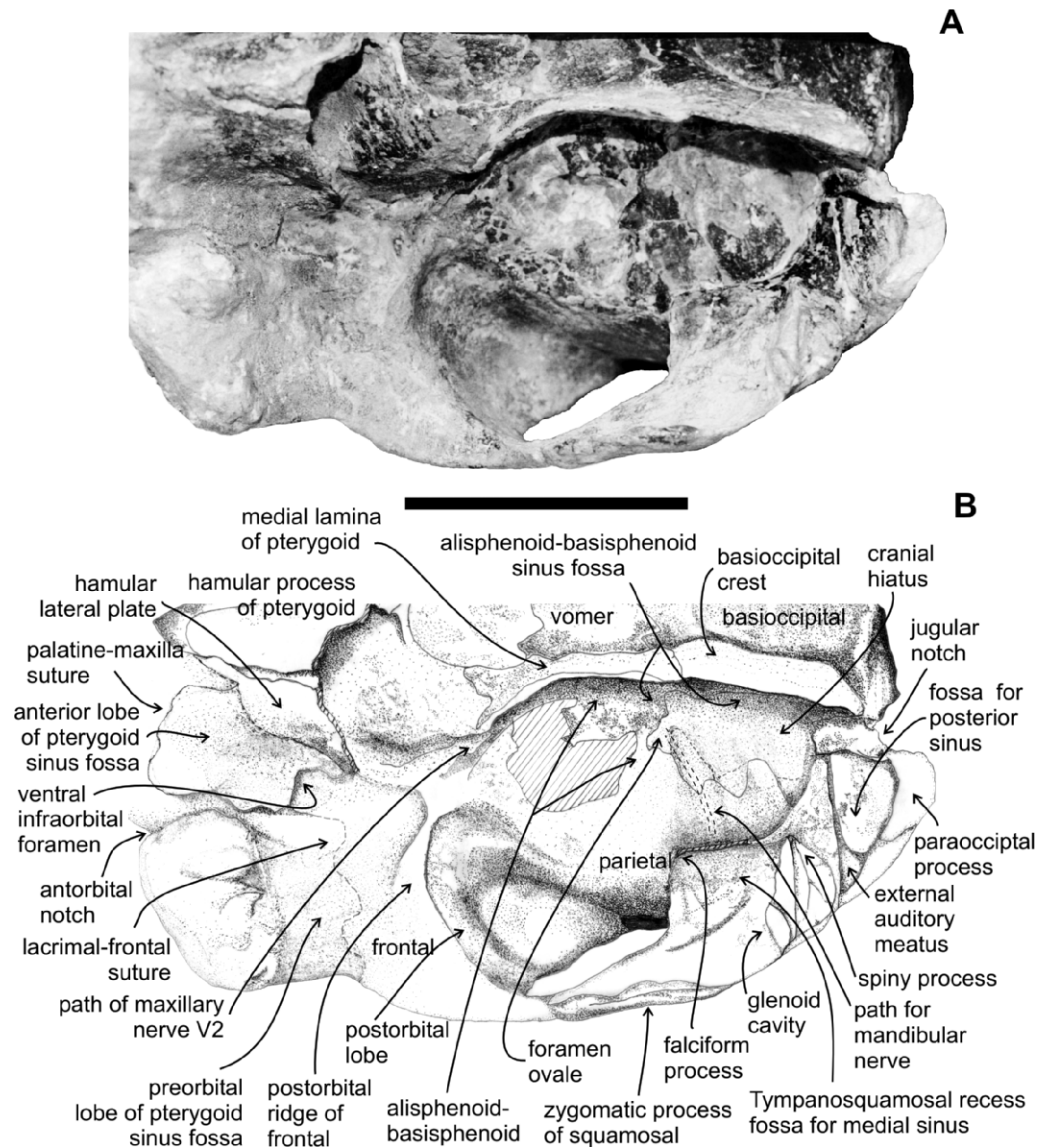 A
B
medial lamina
of pterygoid
alisphenoid-basisphenoid
sinus fossa
basioccipital
crest
cranial
hiatus
hamular
lateral plate
hamular process
of pterygoid
vomer
basioccipital
jugular
notch
palatine-maxilla
suture
fossa for
posterior
sinus
anterior lobe
of pterygoid
sinus fossa
ventral
infraorbital
foramen
parietal
paraocciptal
process
antorbital
notch
external
auditory
meatus
lacrimal-frontal
suture
frontal
spiny process
path of maxillary
nerve V2
postorbital
lobe
foramen
ovale
falciform
process
glenoid
cavity
path for
mandibular
nerve
preorbital
lobe of pterygoid
sinus fossa
postorbital
ridge of
frontal
alisphenoid-
basisphenoid
zygomatic process
of squamosal
Tympanosquamosal recess
fossa for medial sinus